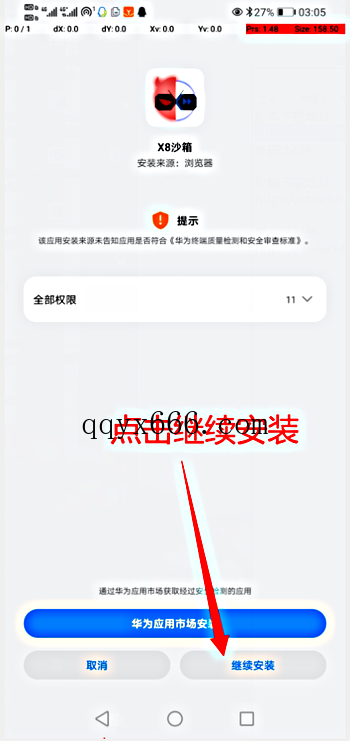 27% 03:05
P: 0 / 1 dX: 0.0 dY: 0.0 Xv: 0.0 Yv: 0.0 Prs: 1.48 Size: 158.50
X8沙箱
安装来源：浏览器
提示
该应用安装来源未告知应用是否符合《华为终端质量检测和安全审查标准》。
全部权限 11
点击继续安装
qqyx666.com
通过华为应用市场获取经过安全检测的应用
华为应用市场安装
取消 继续安装